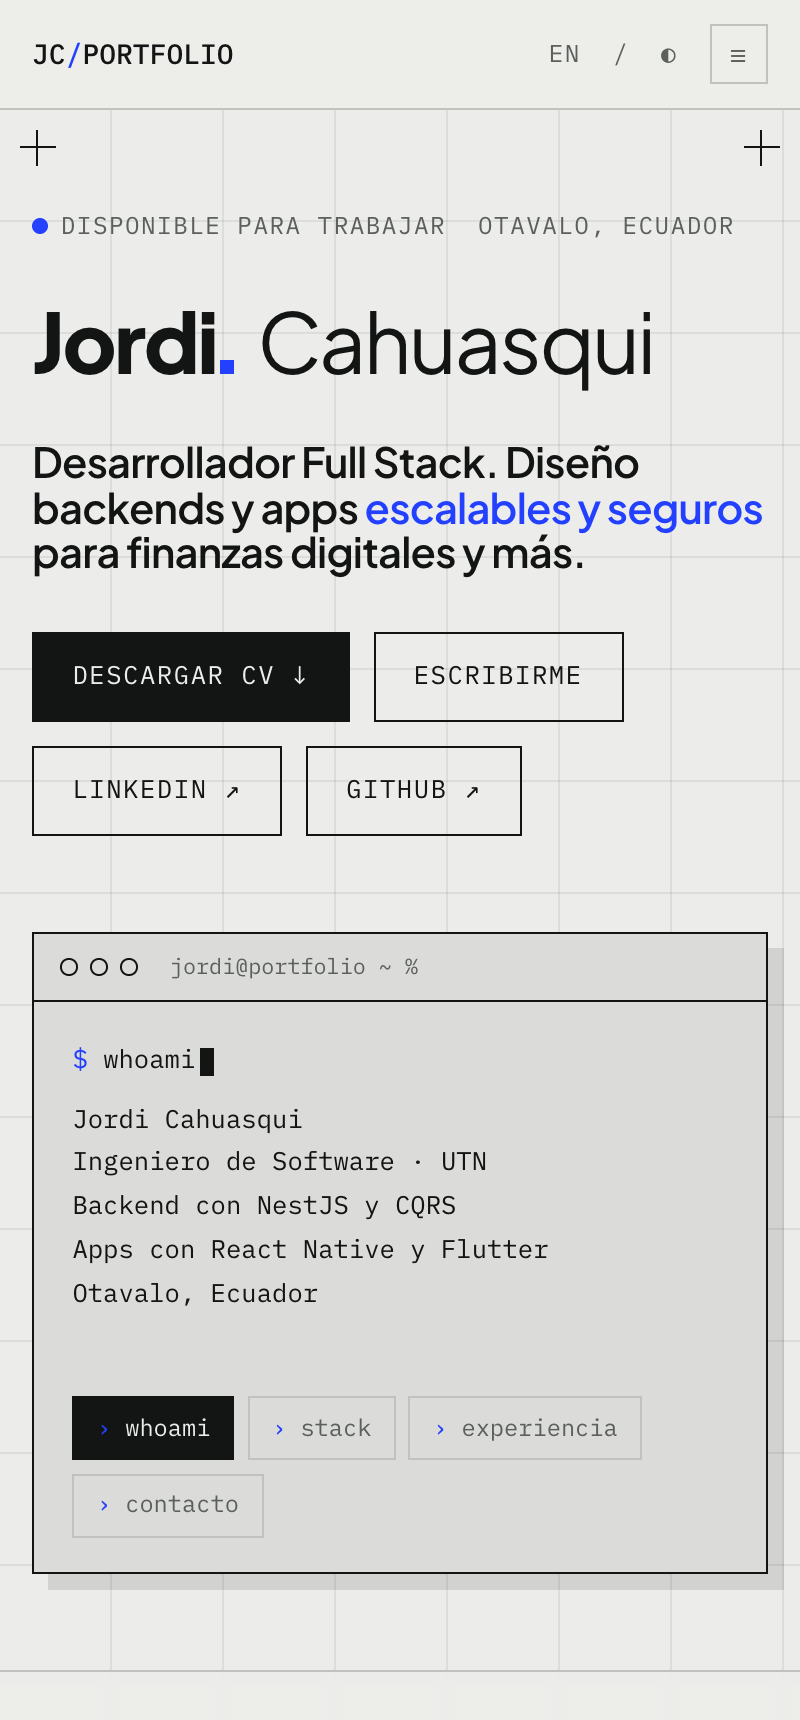 JC/PORTFOLIO EN / ◐ ≡
DISPONIBLE PARA TRABAJAR OTAVALO, ECUADOR
Jordi. Cahuasqui
Desarrollador Full Stack. Diseño
backends y apps escalables y seguros
para finanzas digitales y más.
DESCARGAR CV ↓ ESCRIBIRME
LINKEDIN ↗ GITHUB ↗
jordi@portfolio ~ %
$ whoami
Jordi Cahuasqui
Ingeniero de Software · UTN
Backend con NestJS y CQRS
Apps con React Native y Flutter
Otavalo, Ecuador
› whoami › stack › experiencia
› contacto